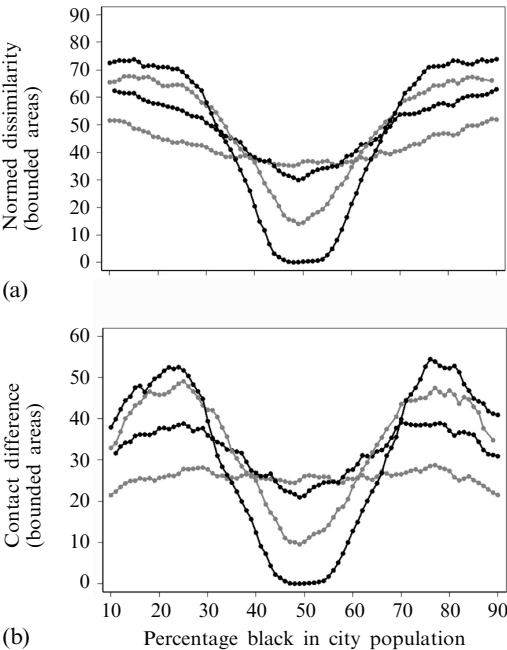 Normed dissimilarity
(bounded areas)
90
80
70
60
50
40
30
20
10
0
(a)
Contact difference
(bounded areas)
60
50
40
30
20
10
0
10 20 30 40 50 60 70 80 90
(b)
Percentage black in city population